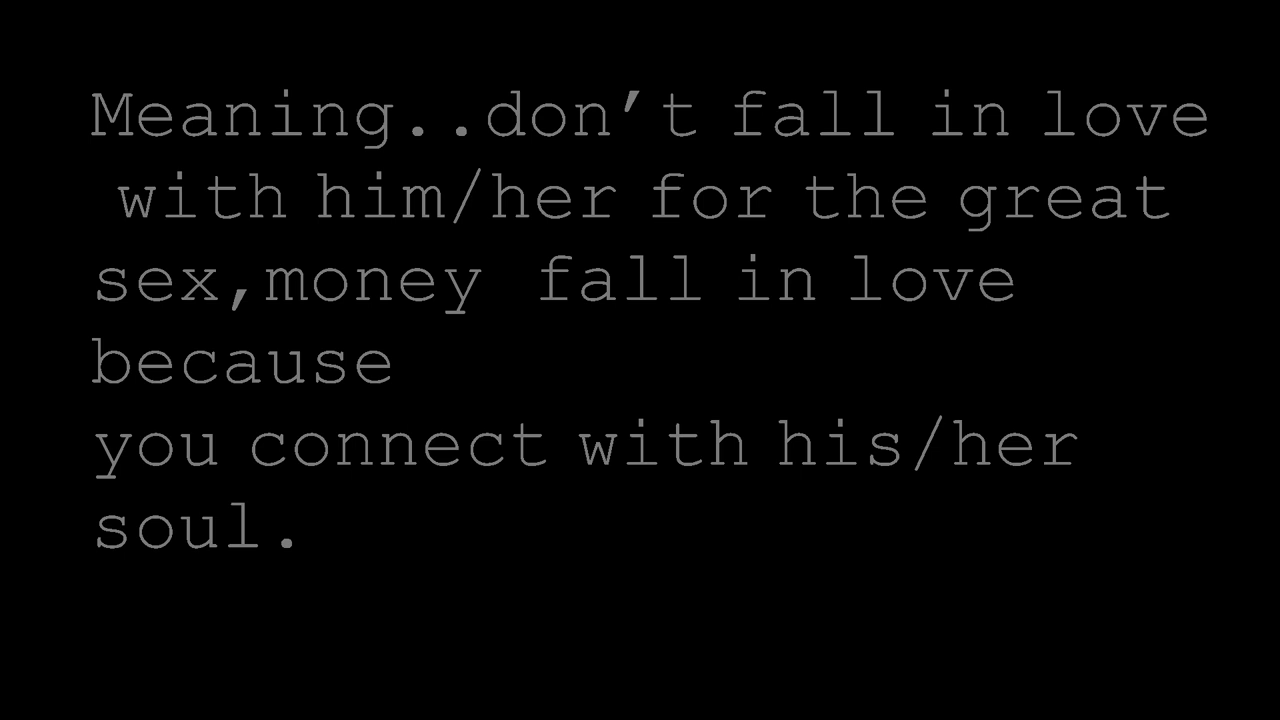 Meaning..don’t fall in love
with him/her for the great
sex,money fall in love
because
you connect with his/her
soul.